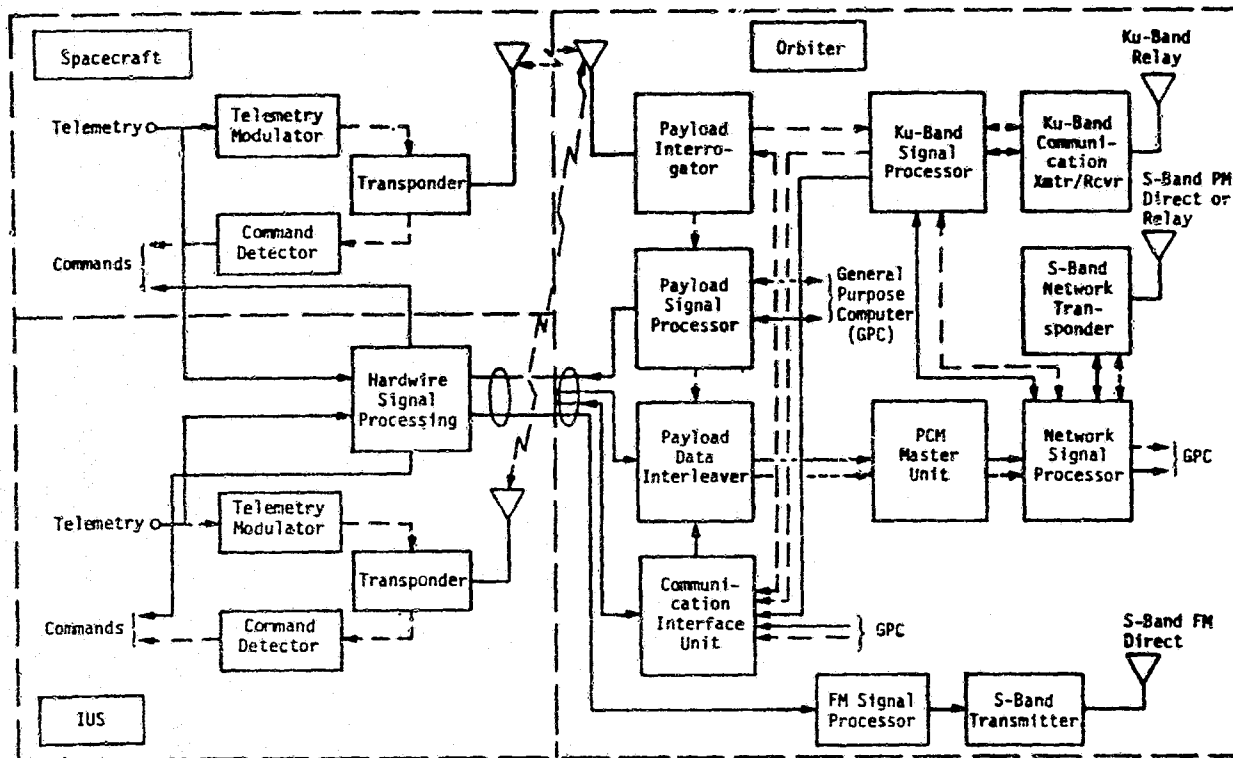 Spacecraft
Telemetry
Telemetry
Modulator
Transponder
Command
Detector
Commands
Hardwire
Signal
Processing
Telemetry
Telemetry
Modulator
Transponder
Commands
Command
Detector
IUS
Orbiter
Payload
Interro-
gator
Payload
Signal
Processor
General
Purpose
Computer
(GPC)
Payload
Data
Interleaver
Communi-
cation
Interface
Unit
GPC
Ku-Band
Signal
Processor
Ku-Band
Communi-
cation
Xmtr/Rcvr
Ku-Band
Relay
S-Band PM
Direct or
Relay
S-Band
Network
Tran-
sponder
PCM
Master
Unit
Network
Signal
Processor
GPC
FM Signal
Processor
S-Band
Transmitter
S-Band FM
Direct